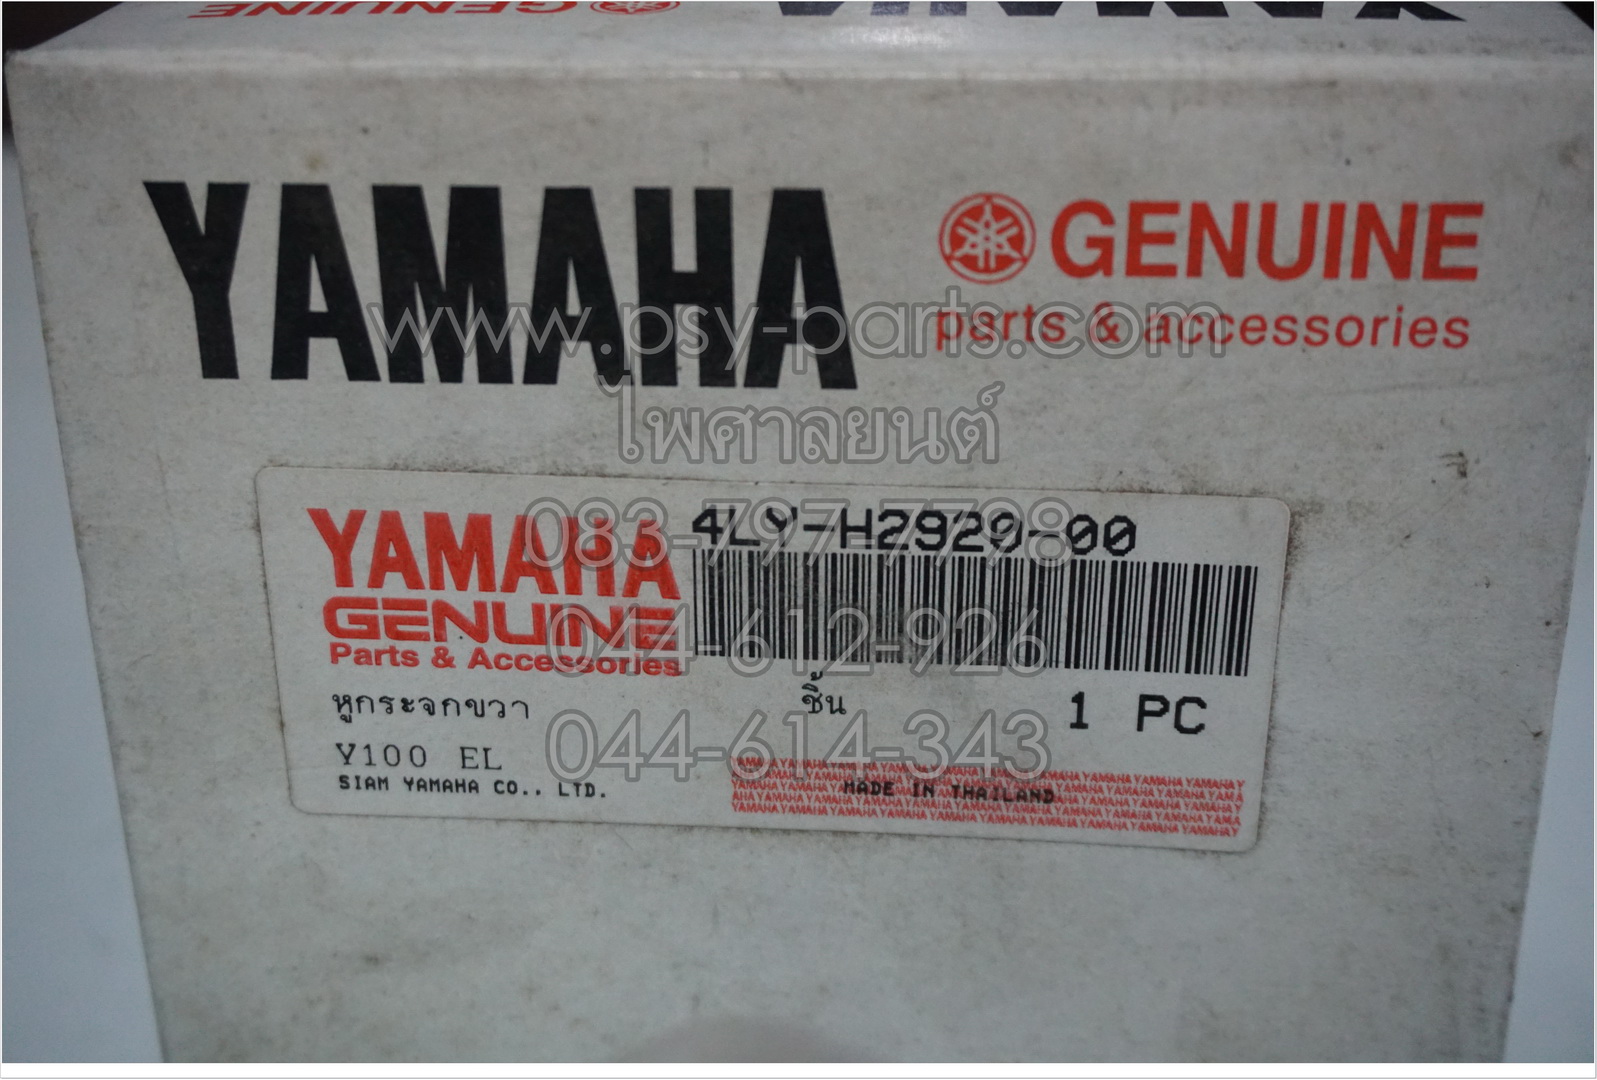 GENUINE YAMAHA
YAMAHA GENUINE
parts & accessories
www.psy-parts.com
ไพศาลยนต์
083-797-7798
044-612-926
044-614-343
YAMAHA
GENUINE
Parts & Accessories
4LY-H2929-00
หูกระจกขวา ชิ้น 1 PC
Y100 EL
SIAM YAMAHA CO., LTD.
MADE IN THAILAND